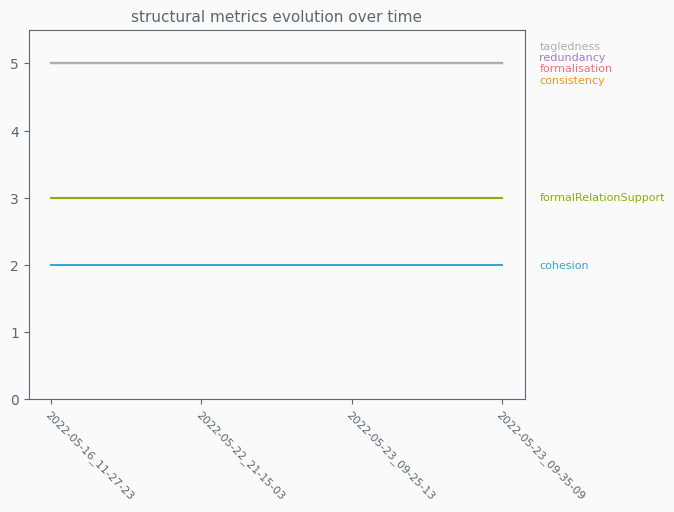 structural metrics evolution over time
tagledness
redundancy
formalisation
consistency
formalRelationSupport
cohesion
5
4
3
2
1
0
2022-05-16_11-27-23
2022-05-22_21-15-03
2022-05-23_09-25-13
2022-05-23_09-35-09